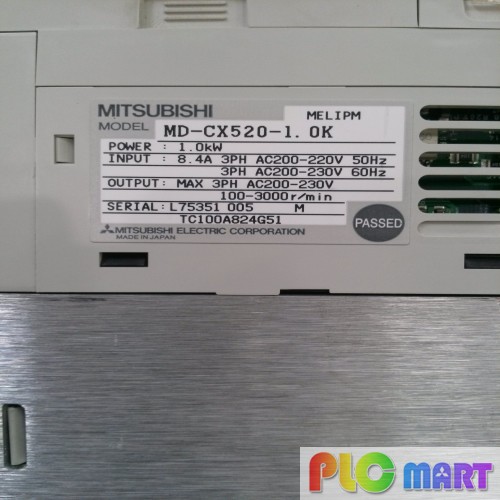 MITSUBISHI MELIPM
MODEL MD-CX520-1.0K
POWER : 1.0kW
INPUT : 8.4A 3PH AC200-220V 50Hz
3PH AC200-230V 60Hz
OUTPUT: MAX 3PH AC200-230V
100-3000r/min
SERIAL: L75351 005 M
TC100A824G51
PASSED
MITSUBISHI ELECTRIC CORPORATION
MADE IN JAPAN
PLC MART